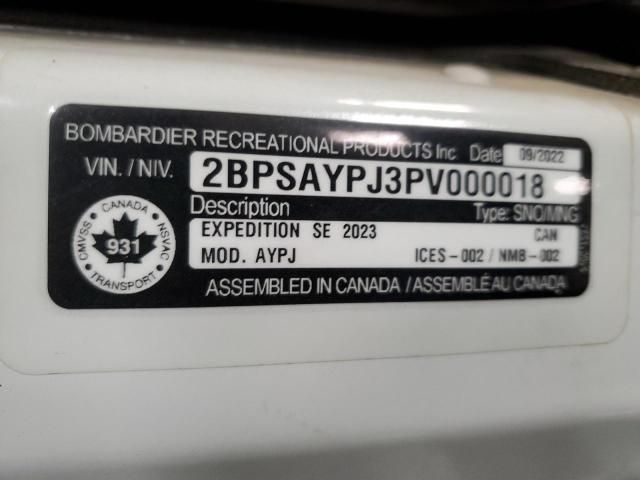 BOMBARDIER RECREATIONAL PRODUCTS Inc Date 09/2022
VIN. / NIV. 2BPSAYPJ3PV000018
Description Type: SNO/MNG
EXPEDITION SE 2023 CAN
MOD. AYPJ ICES-002 / NMB-002
ASSEMBLED IN CANADA / ASSEMBLÉ AU CANADA
CANADA
CMVSS
931
NSVAC
TRANSPORT